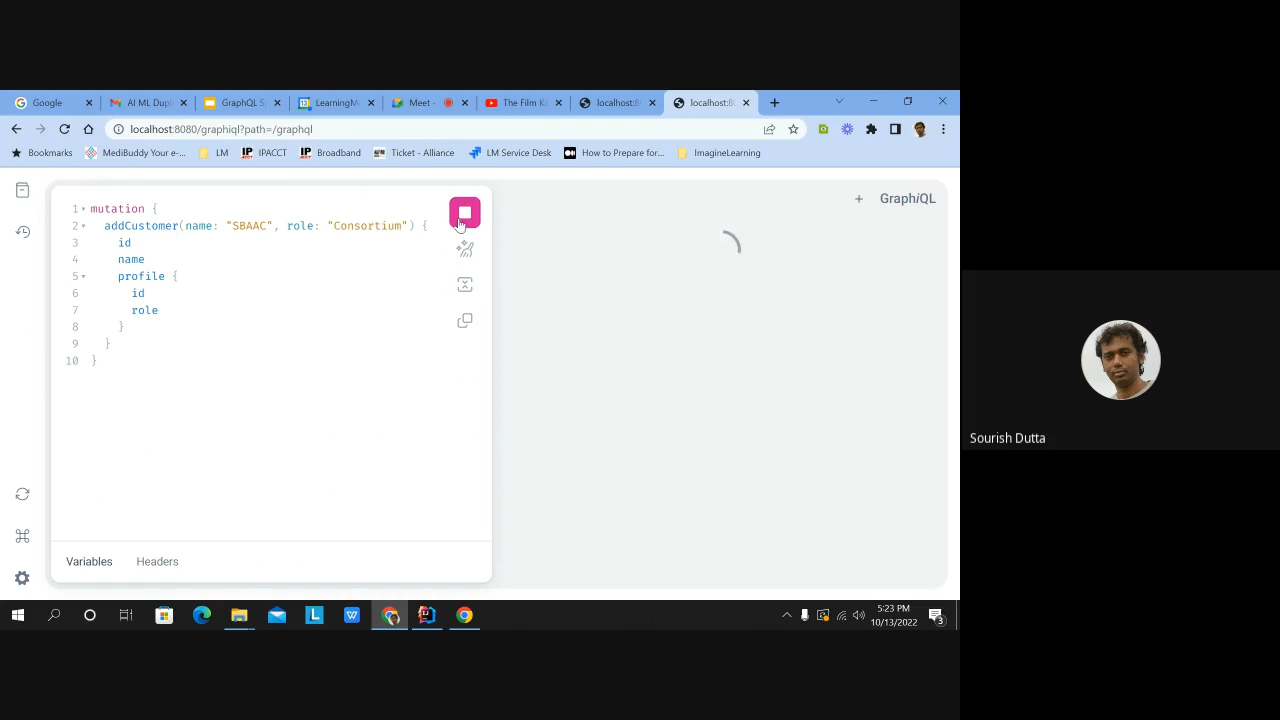 Google
AI ML Dup
GraphQL S
LearningM
Meet -
The Film Ka
localhost:8
localhost:80
localhost:8080/graphiql?path=/graphql
Bookmarks
MediBuddy Your e-...
LM
IPACCT
Broadband
Ticket - Alliance
LM Service Desk
How to Prepare for...
ImagineLearning
GraphiQL
1 mutation {
2 addCustomer(name: "SBAAC", role: "Consortium") {
3 id
4 name
5 profile {
6 id
7 role
8 }
9 }
10 }
Variables
Headers
Sourish Dutta
5:23 PM
10/13/2022
3